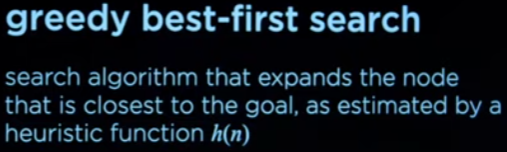 greedy best-first search
search algorithm that expands the node
that is closest to the goal, as estimated by a
heuristic function h(n)